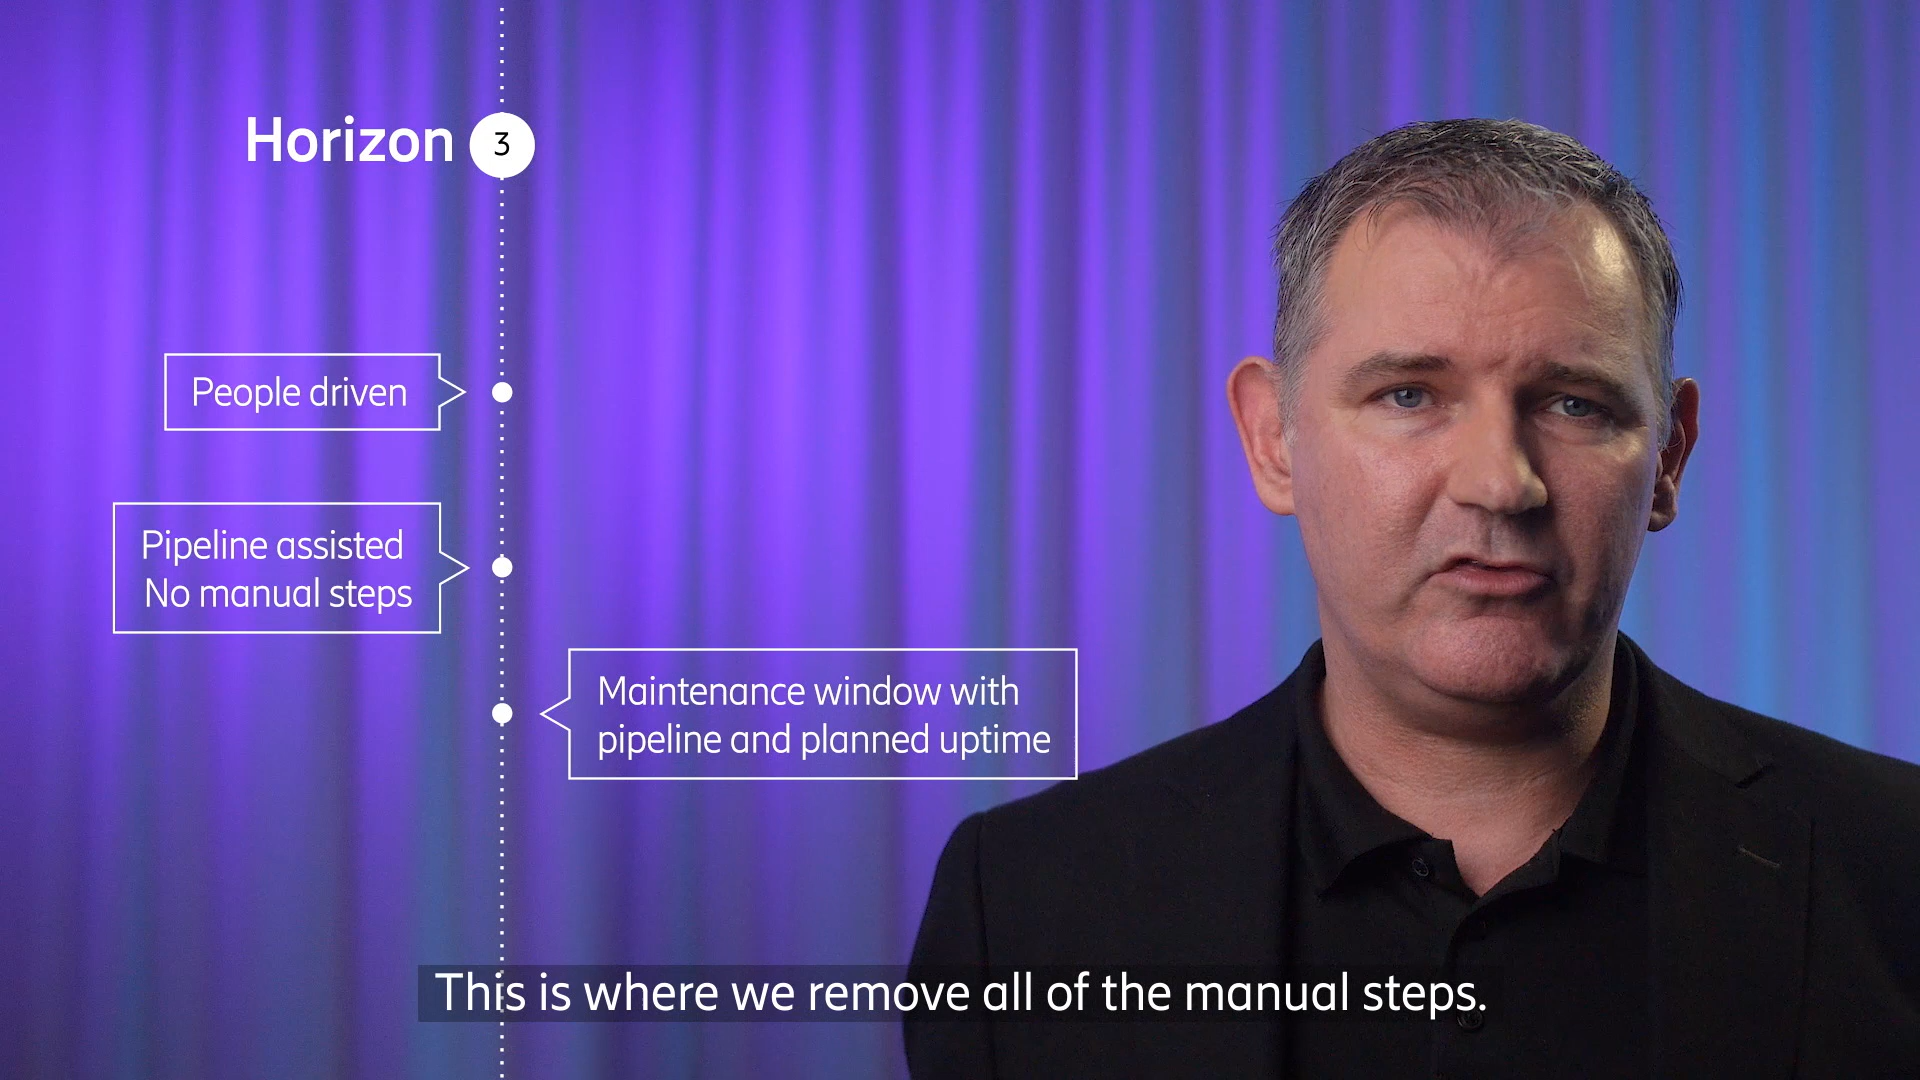 Horizon 3
People driven
Pipeline assisted
No manual steps
Maintenance window with
pipeline and planned uptime
This is where we remove all of the manual steps.